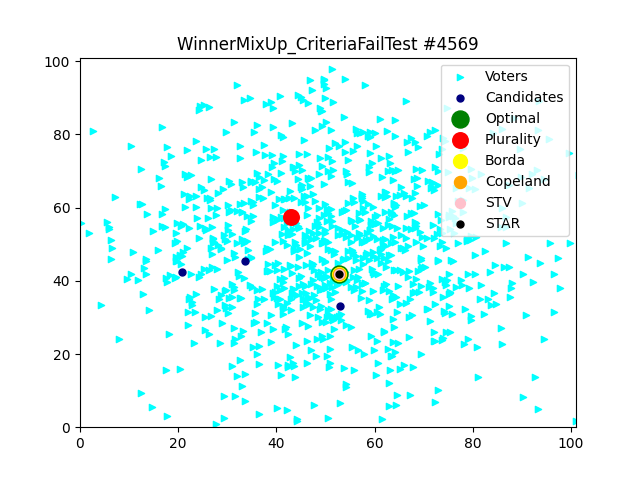 WinnerMixUp_CriteriaFailTest #4569
100
80
60
40
20
0
0
20
40
60
80
100
Voters
Candidates
Optimal
Plurality
Borda
Copeland
STV
STAR